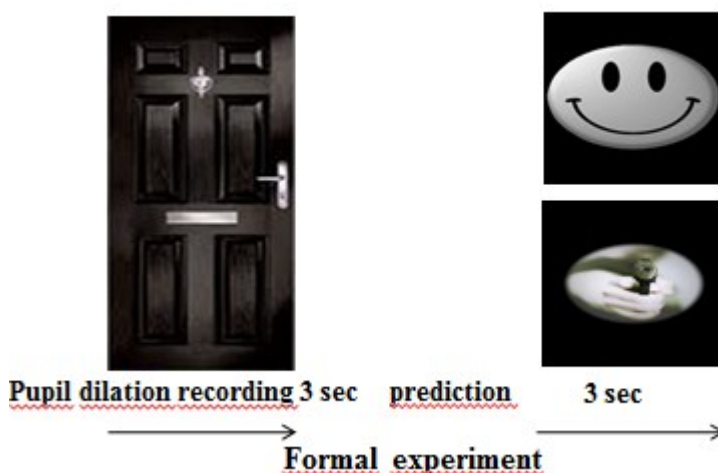 Pupil dilation recording 3 sec prediction 3 sec
Formal experiment